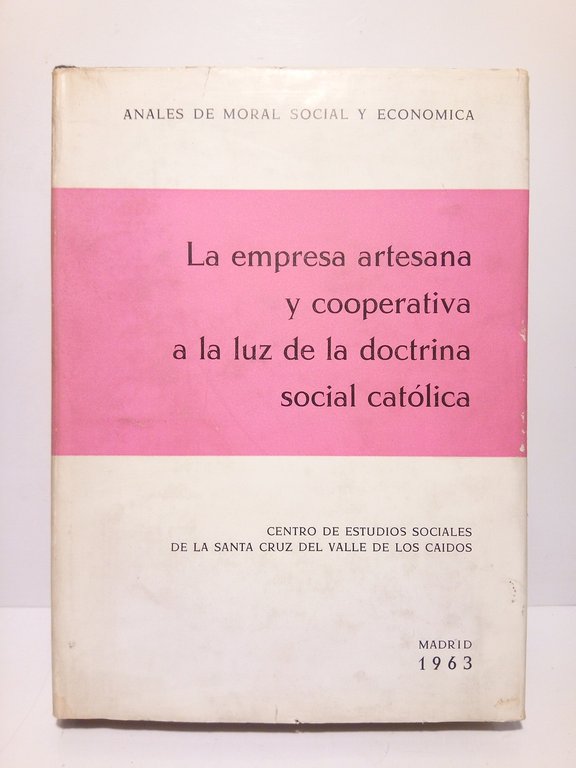 ANALES DE MORAL SOCIAL Y ECONOMICA
La empresa artesana
y cooperativa
a la luz de la doctrina
social católica
CENTRO DE ESTUDIOS SOCIALES
DE LA SANTA CRUZ DEL VALLE DE LOS CAIDOS
MADRID
1963